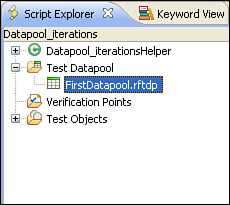 Script Explorer
Keyword View
Datapool_iterations
Datapool_iterationsHelper
Test Datapool
FirstDatapool.rftdp
Verification Points
Test Objects